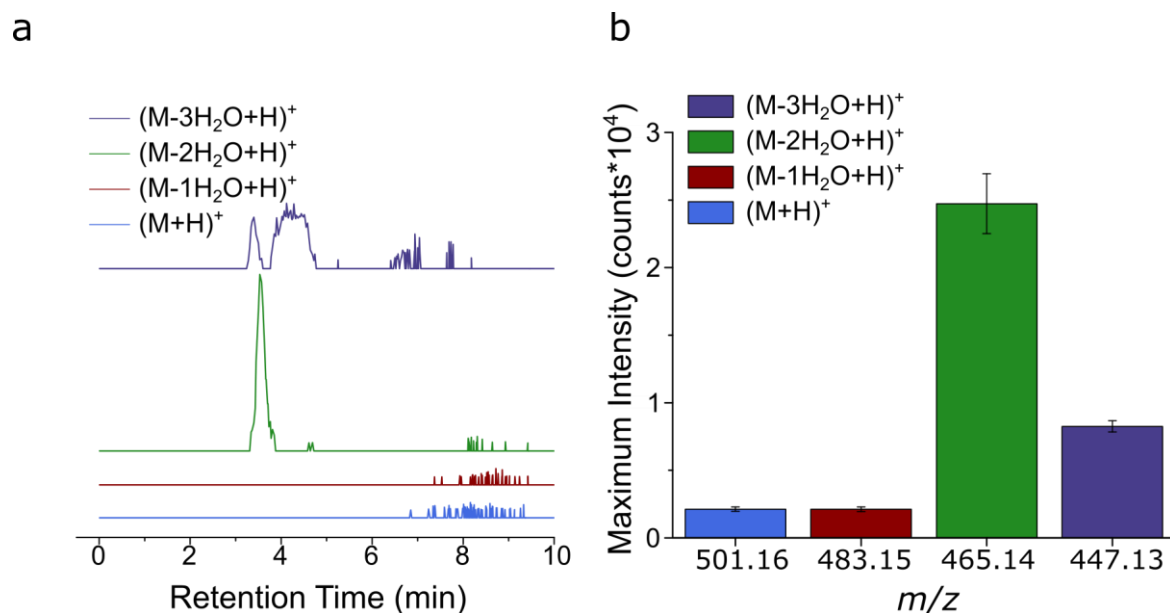 a
(M-3H₂O+H)⁺
(M-2H₂O+H)⁺
(M-1H₂O+H)⁺
(M+H)⁺
0 2 4 6 8 10
Retention Time (min)
b
(M-3H₂O+H)⁺
(M-2H₂O+H)⁺
(M-1H₂O+H)⁺
(M+H)⁺
Maximum Intensity (counts*10⁴)
3
2
1
0
501.16 483.15 465.14 447.13
m/z